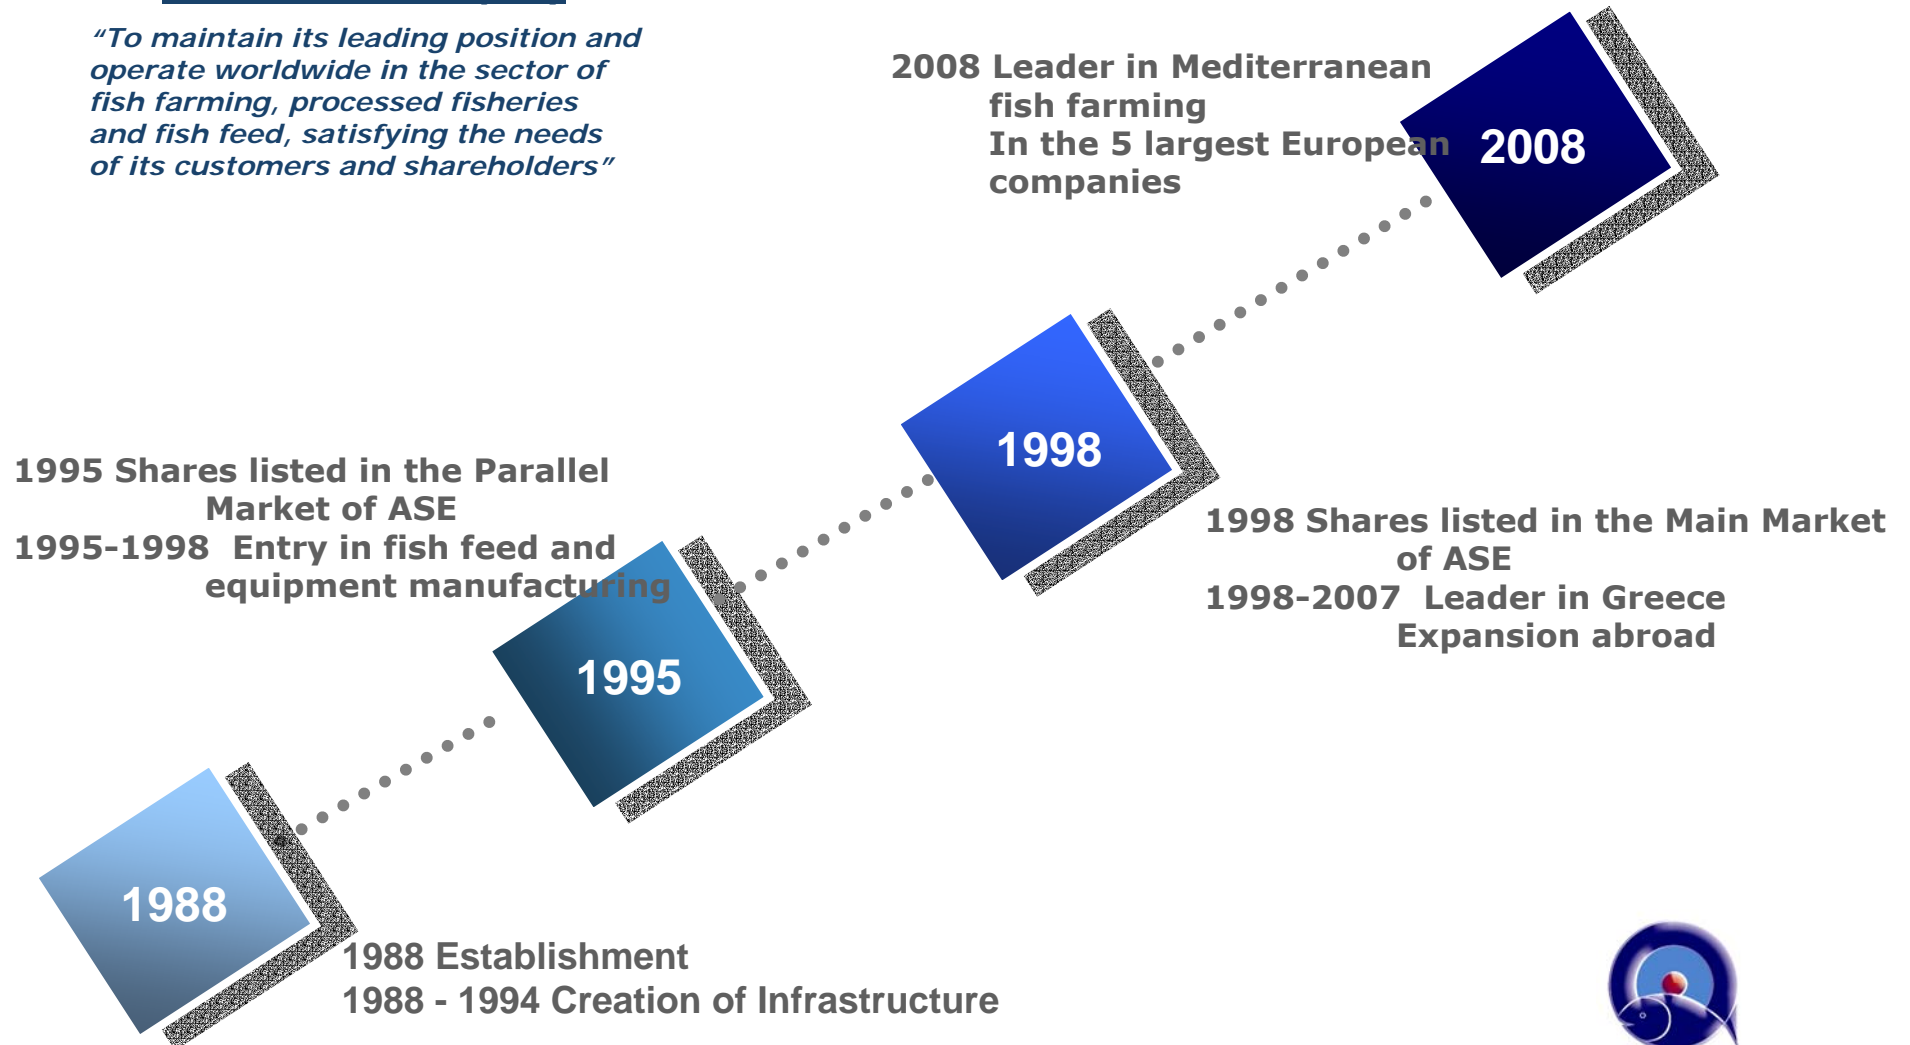 “To maintain its leading position and
operate worldwide in the sector of
fish farming, processed fisheries
and fish feed, satisfying the needs
of its customers and shareholders”
2008 Leader in Mediterranean
fish farming
In the 5 largest European
companies
2008
1998
1995 Shares listed in the Parallel
Market of ASE
1995-1998 Entry in fish feed and
equipment manufacturing
1998 Shares listed in the Main Market
of ASE
1998-2007 Leader in Greece
Expansion abroad
1995
1988
1988 Establishment
1988 - 1994 Creation of Infrastructure